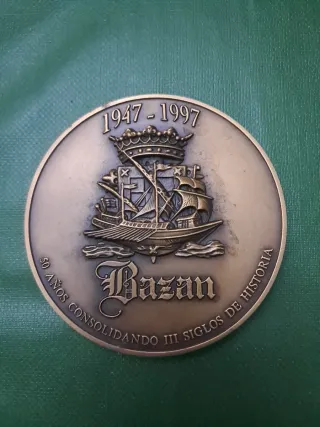 1947 - 1997
Bazan
50 AÑOS CONSOLIDANDO III SIGLOS DE HISTORIA